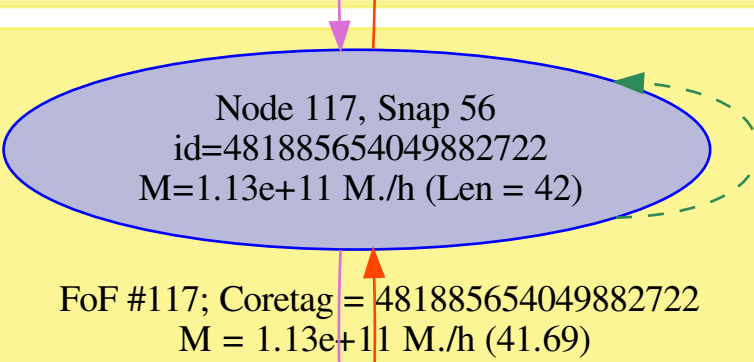 Node 117, Snap 56
id=481885654049882722
M=1.13e+11 M./h (Len = 42)
FoF #117; Coretag = 481885654049882722
M = 1.13e+11 M./h (41.69)